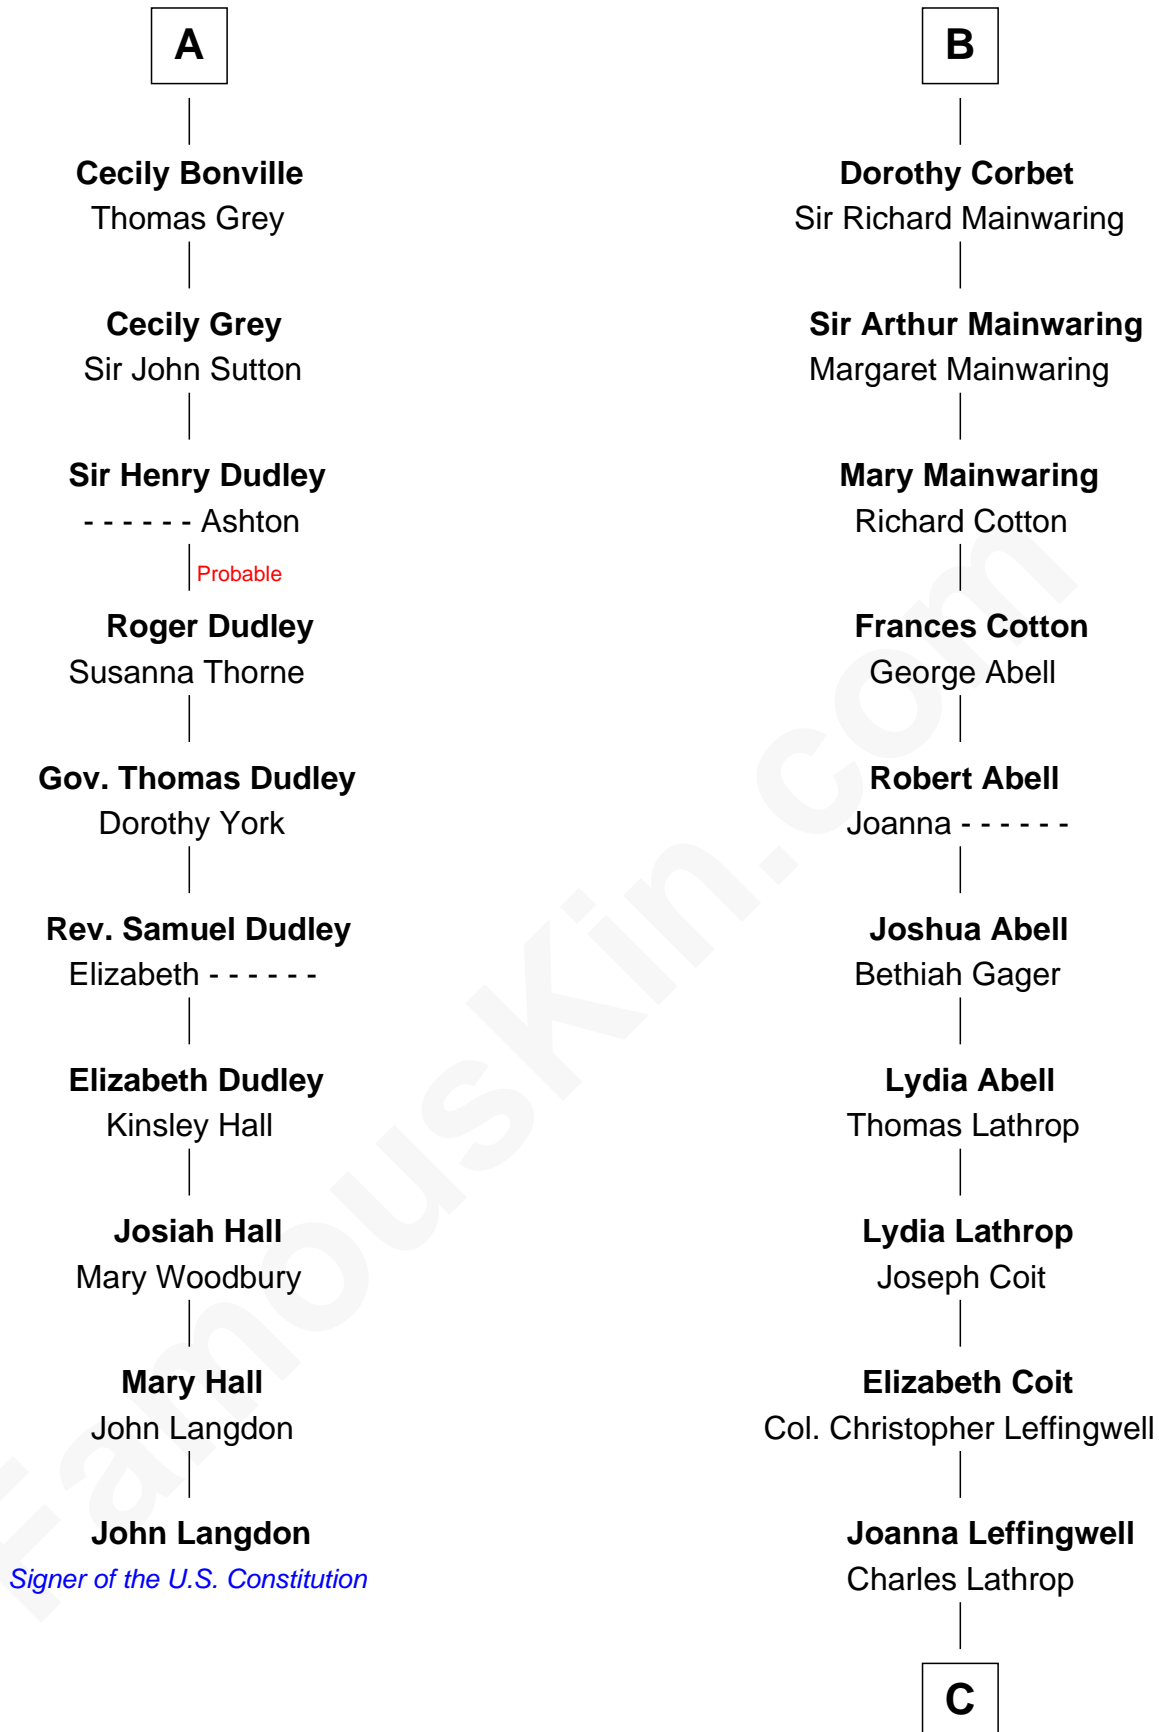 A
Cecily Bonville
Thomas Grey
Cecily Grey
Sir John Sutton
Sir Henry Dudley
- - - - - - Ashton
Probable
Roger Dudley
Susanna Thorne
Gov. Thomas Dudley
Dorothy York
Rev. Samuel Dudley
Elizabeth - - - - - -
Elizabeth Dudley
Kinsley Hall
Josiah Hall
Mary Woodbury
Mary Hall
John Langdon
John Langdon
Signer of the U.S. Constitution
B
Dorothy Corbet
Sir Richard Mainwaring
Sir Arthur Mainwaring
Margaret Mainwaring
Mary Mainwaring
Richard Cotton
Frances Cotton
George Abell
Robert Abell
Joanna - - - - - -
Joshua Abell
Bethiah Gager
Lydia Abell
Thomas Lathrop
Lydia Lathrop
Joseph Coit
Elizabeth Coit
Col. Christopher Leffingwell
Joanna Leffingwell
Charles Lathrop
C
FamousKin.com